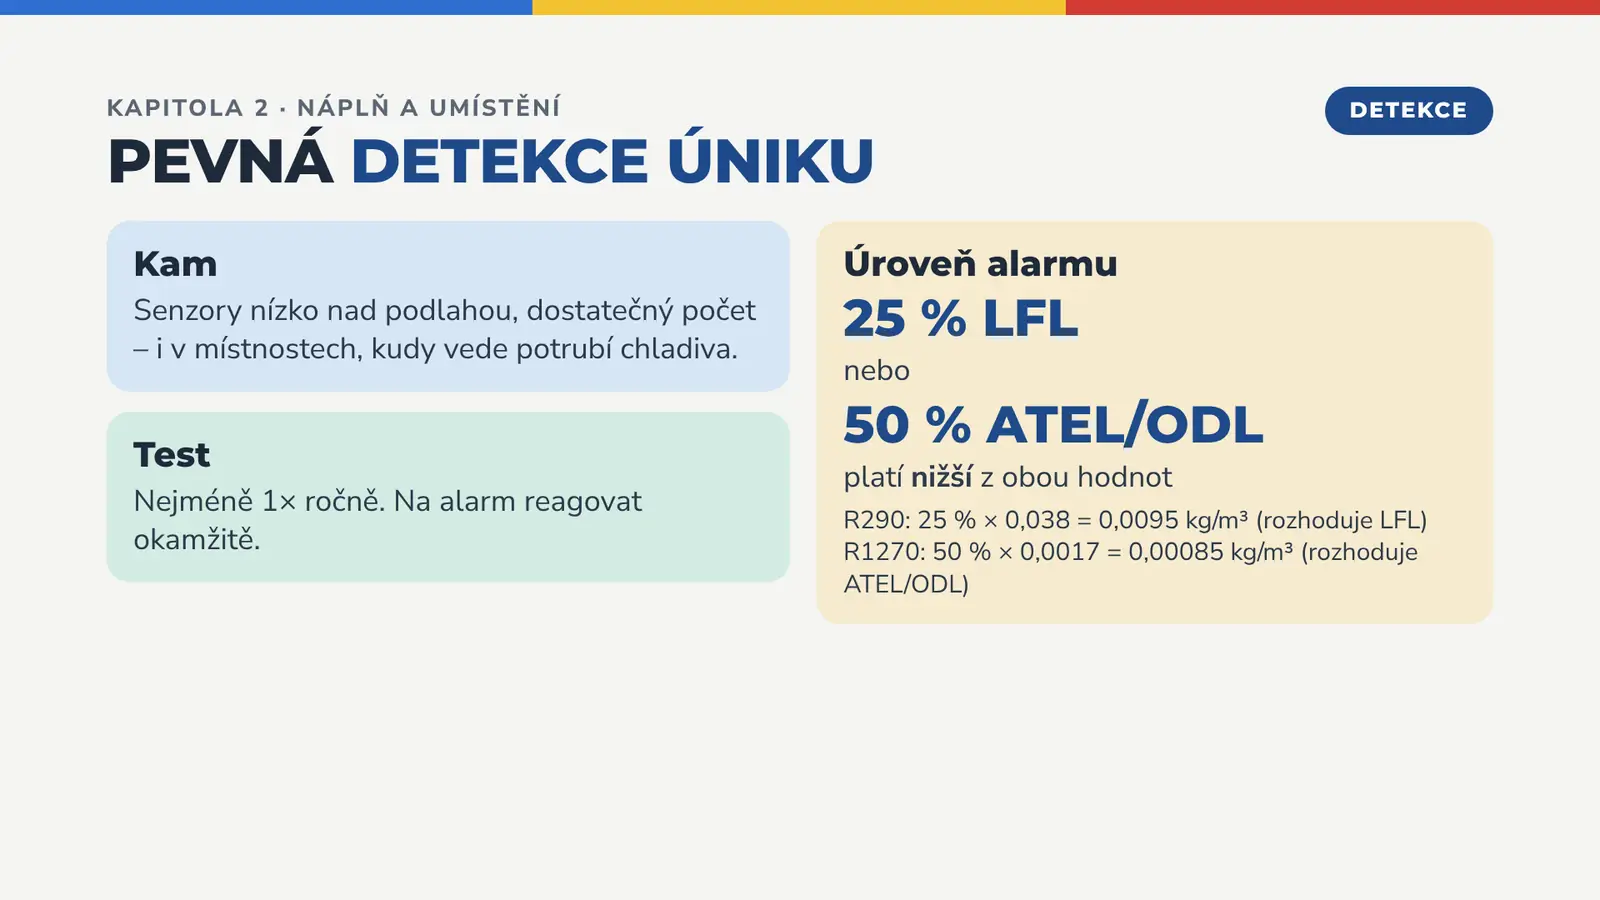 KAPITOLA 2 · NÁPLŇ A UMÍSTĚNÍ
DETEKCE
PEVNÁ DETEKCE ÚNIKU
Kam
Senzory nízko nad podlahou, dostatečný počet
– i v místnostech, kudy vede potrubí chladiva.
Test
Nejméně 1× ročně. Na alarm reagovat
okamžitě.
Úroveň alarmu
25 % LFL
nebo
50 % ATEL/ODL
platí nižší z obou hodnot
R290: 25 % × 0,038 = 0,0095 kg/m³ (rozhoduje LFL)
R1270: 50 % × 0,0017 = 0,00085 kg/m³ (rozhoduje
ATEL/ODL)